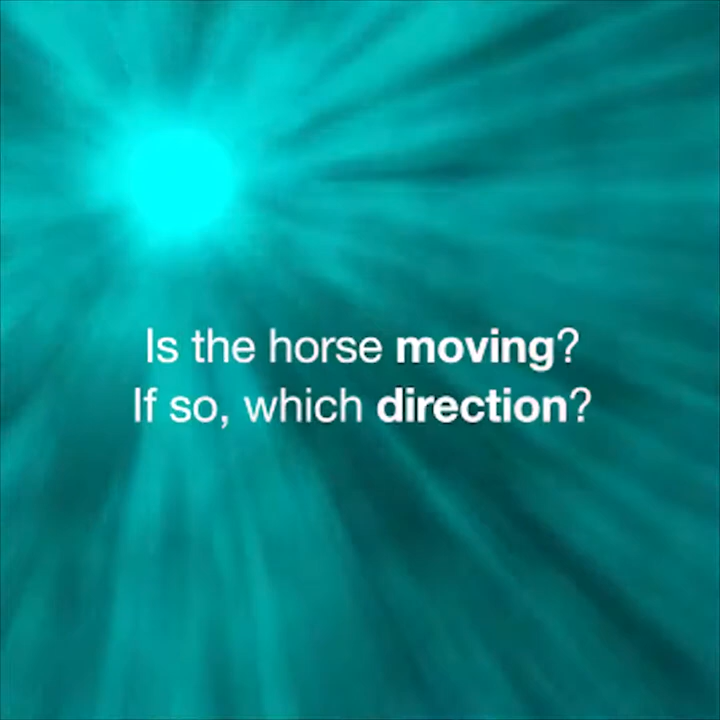 Is the horse moving?
If so, which direction?